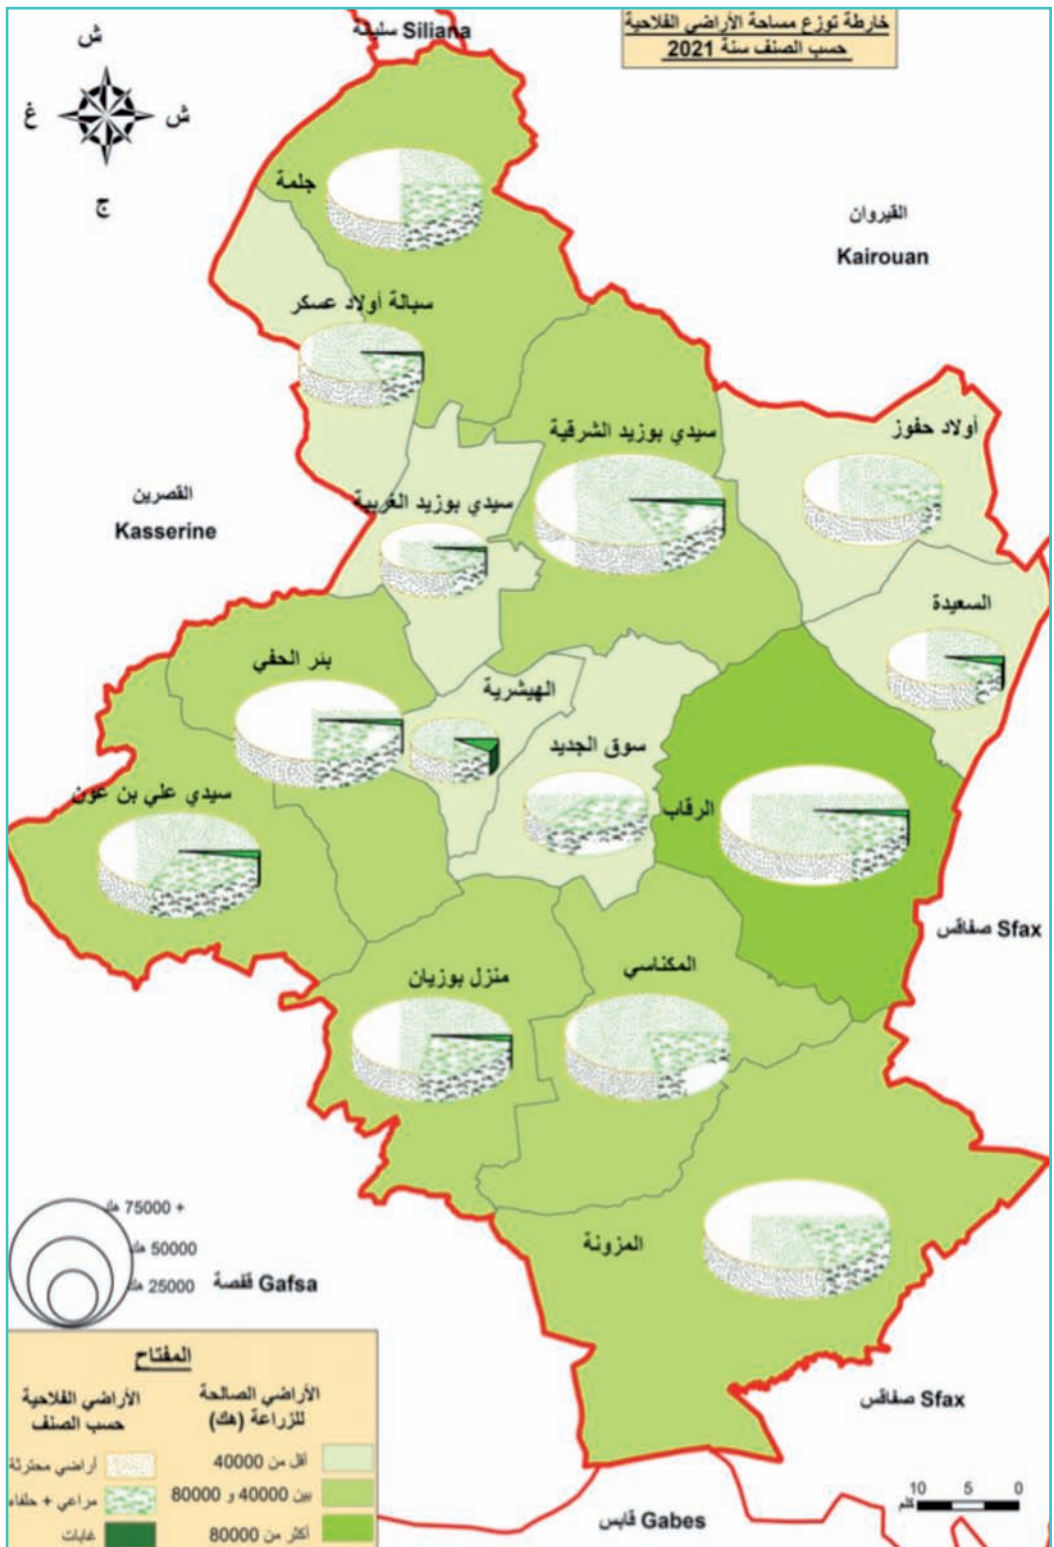 خارطة توزع مساحة الأراضي الفلاحية
حسب الصنف سنة 2021
سليانة Siliana
ش
غ
ش
ج
جلمة
القيروان
Kairouan
سبالة أولاد عسكر
أولاد حفوز
سيدي بوزيد الشرقية
القصرين
Kasserine
سيدي بوزيد الغربية
السعيدة
بئر الحفي
الهيشرية
سوق الجديد
سيدي علي بن عون
الرقاب
صفاقس Sfax
المكناسي
منزل بوزيان
المزونة
+ 75000 هك
50000 هك
25000 هك
قفصة Gafsa
المفتاح
الأراضي الصالحة
للزراعة (هك)
أقل من 40000
بين 40000 و 80000
أكثر من 80000
الأراضي الفلاحية
حسب الصنف
أراضي محترثة
مراعي + حلفاء
غابات
صفاقس Sfax
10 5 0
كلم
قابس Gabes